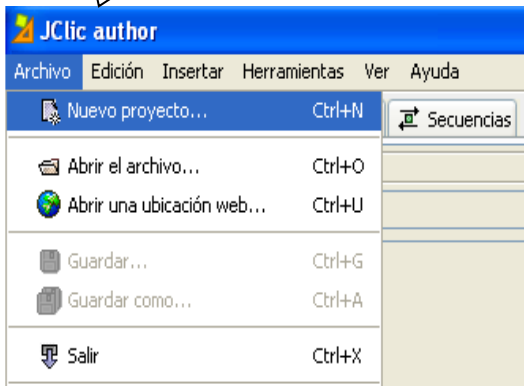 JClic author
Archivo Edición Insertar Herramientas Ver Ayuda
Nuevo proyecto... Ctrl+N
Secuencias
Abrir el archivo... Ctrl+O
Abrir una ubicación web... Ctrl+U
Guardar... Ctrl+G
Guardar como... Ctrl+A
Salir Ctrl+X